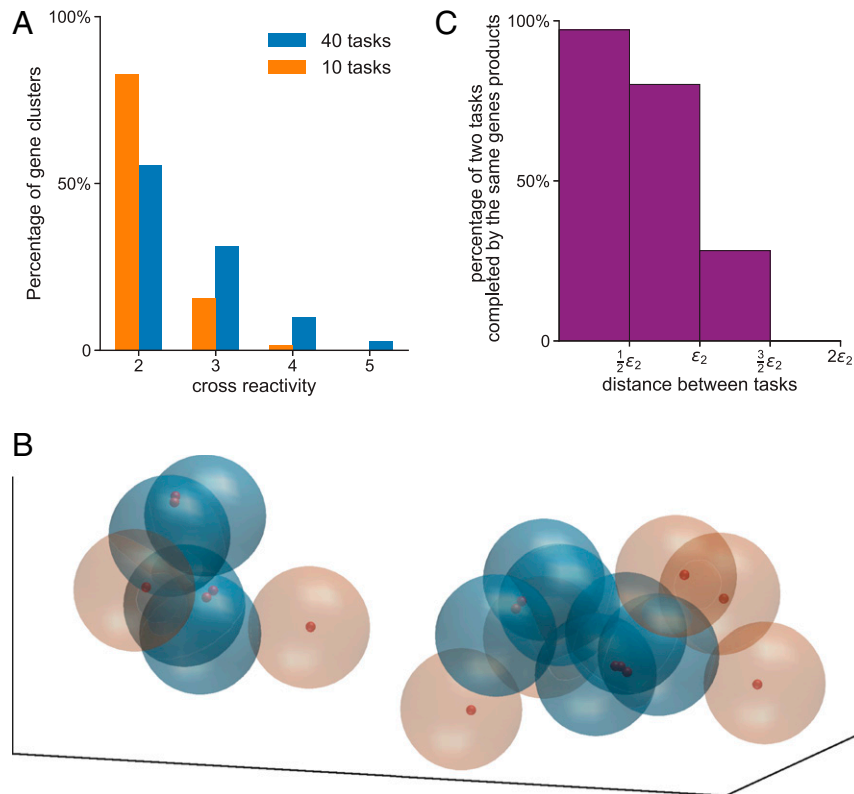 A
100%
50%
0
Percentage of gene clusters
40 tasks
10 tasks
2 3 4 5
cross reactivity
C
100%
50%
0
percentage of two tasks
completed by the same genes products
½ε₂ ε₂ 3/2 ε₂ 2ε₂
distance between tasks
B